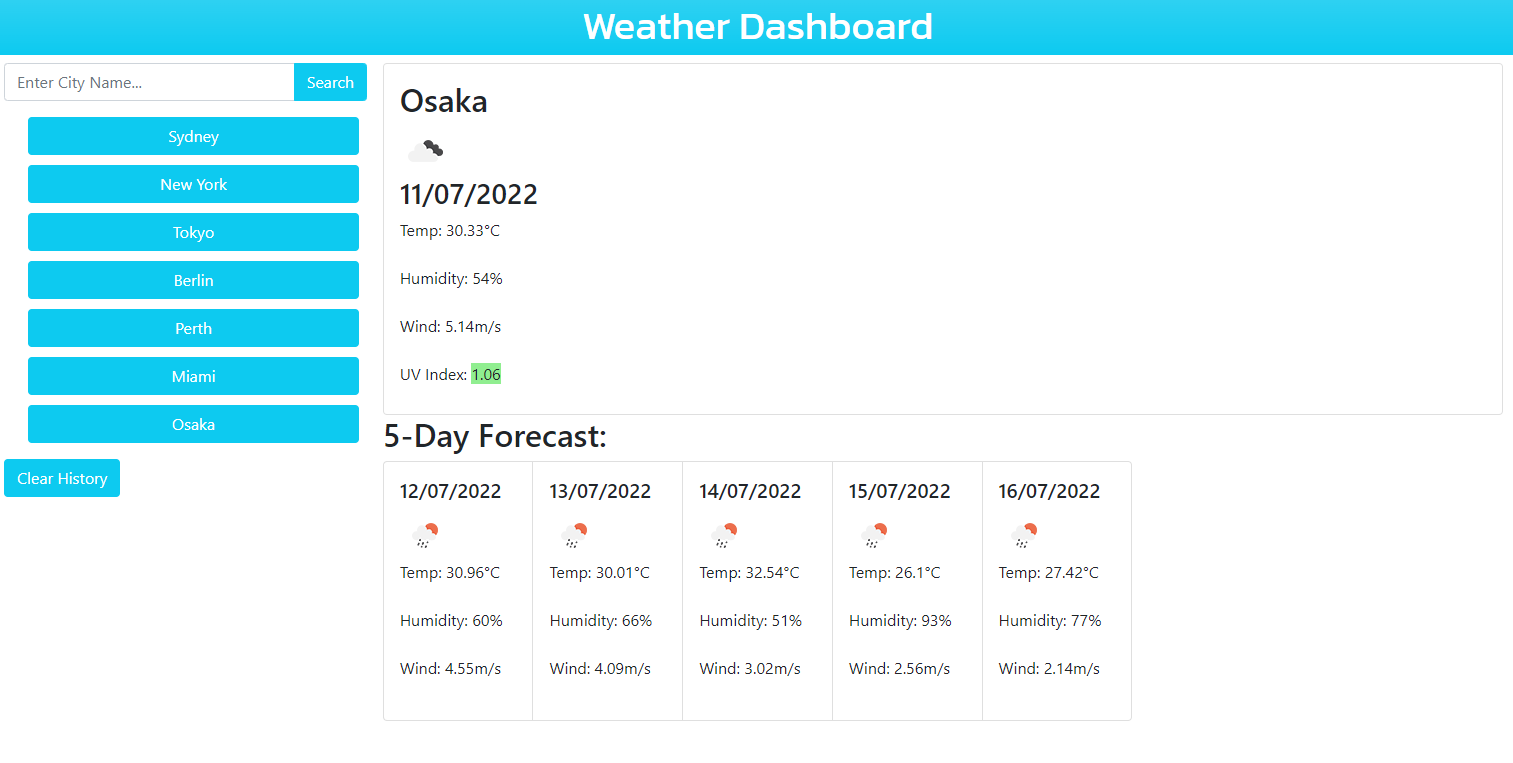 Weather Dashboard
Enter City Name...
Search
Sydney
New York
Tokyo
Berlin
Perth
Miami
Osaka
Clear History
Osaka
11/07/2022
Temp: 30.33°C
Humidity: 54%
Wind: 5.14m/s
UV Index: 1.06
5-Day Forecast:
12/07/2022
Temp: 30.96°C
Humidity: 60%
Wind: 4.55m/s
13/07/2022
Temp: 30.01°C
Humidity: 66%
Wind: 4.09m/s
14/07/2022
Temp: 32.54°C
Humidity: 51%
Wind: 3.02m/s
15/07/2022
Temp: 26.1°C
Humidity: 93%
Wind: 2.56m/s
16/07/2022
Temp: 27.42°C
Humidity: 77%
Wind: 2.14m/s